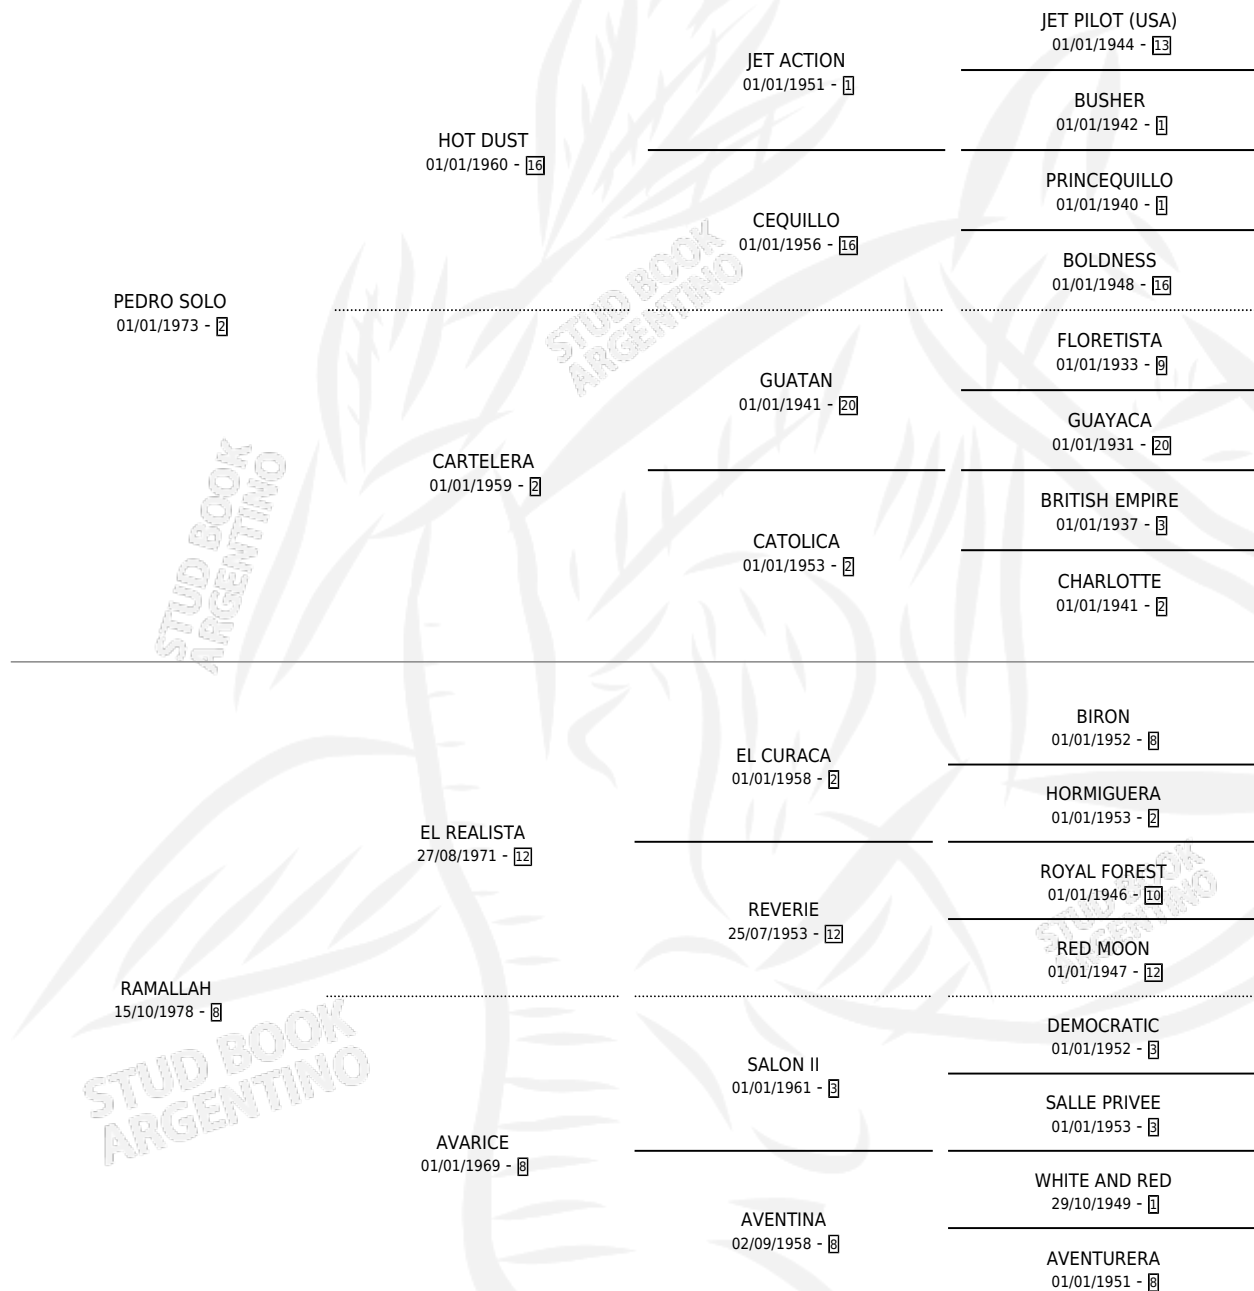 JET PILOT (USA)
01/01/1944 - 13
JET ACTION
01/01/1951 - 1
BUSHER
01/01/1942 - 1
HOT DUST
01/01/1960 - 16
PRINCEQUILLO
01/01/1940 - 1
CEQUILLO
01/01/1956 - 16
BOLDNESS
01/01/1948 - 16
PEDRO SOLO
01/01/1973 - 2
FLORETISTA
01/01/1933 - 9
GUATAN
01/01/1941 - 20
GUAYACA
01/01/1931 - 20
CARTELERA
01/01/1959 - 2
BRITISH EMPIRE
01/01/1937 - 3
CATOLICA
01/01/1953 - 2
CHARLOTTE
01/01/1941 - 2
BIRON
01/01/1952 - 8
EL CURACA
01/01/1958 - 2
HORMIGUERA
01/01/1953 - 2
EL REALISTA
27/08/1971 - 12
ROYAL FOREST
01/01/1946 - 10
REVERIE
25/07/1953 - 12
RED MOON
01/01/1947 - 12
RAMALLAH
15/10/1978 - 8
DEMOCRATIC
01/01/1952 - 3
SALON II
01/01/1961 - 3
SALLE PRIVEE
01/01/1953 - 3
AVARICE
01/01/1969 - 8
WHITE AND RED
29/10/1949 - 1
AVENTINA
02/09/1958 - 8
AVENTURERA
01/01/1951 - 8
STUD BOOK
ARGENTINO
STUD BOOK
ARGENTINO
STUD BOOK
ARGENTINO
STUD BOOK
ARGENTINO